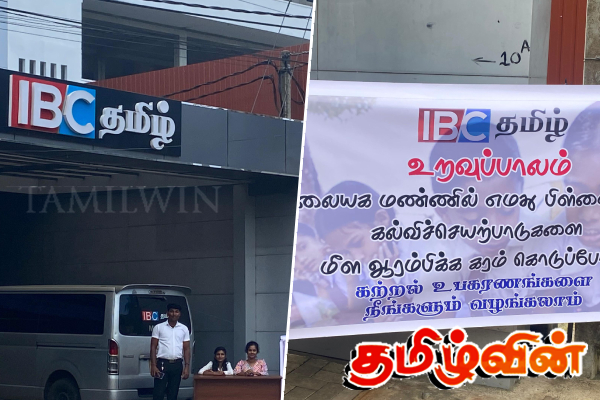 IBC தமிழ்
TAMILWIN
IBC
10A
IBC தமிழ்
உறவுப்பாலம்
லையக மண்ணில் எமது பிள்ளை
கல்விச்செயற்பாடுகளை
மீள ஆரம்பிக்க கரம் கொடுப்போ
கற்றல் உபகரணங்களை
நீங்களும் வழங்கலாம்
தமிழ்வின்